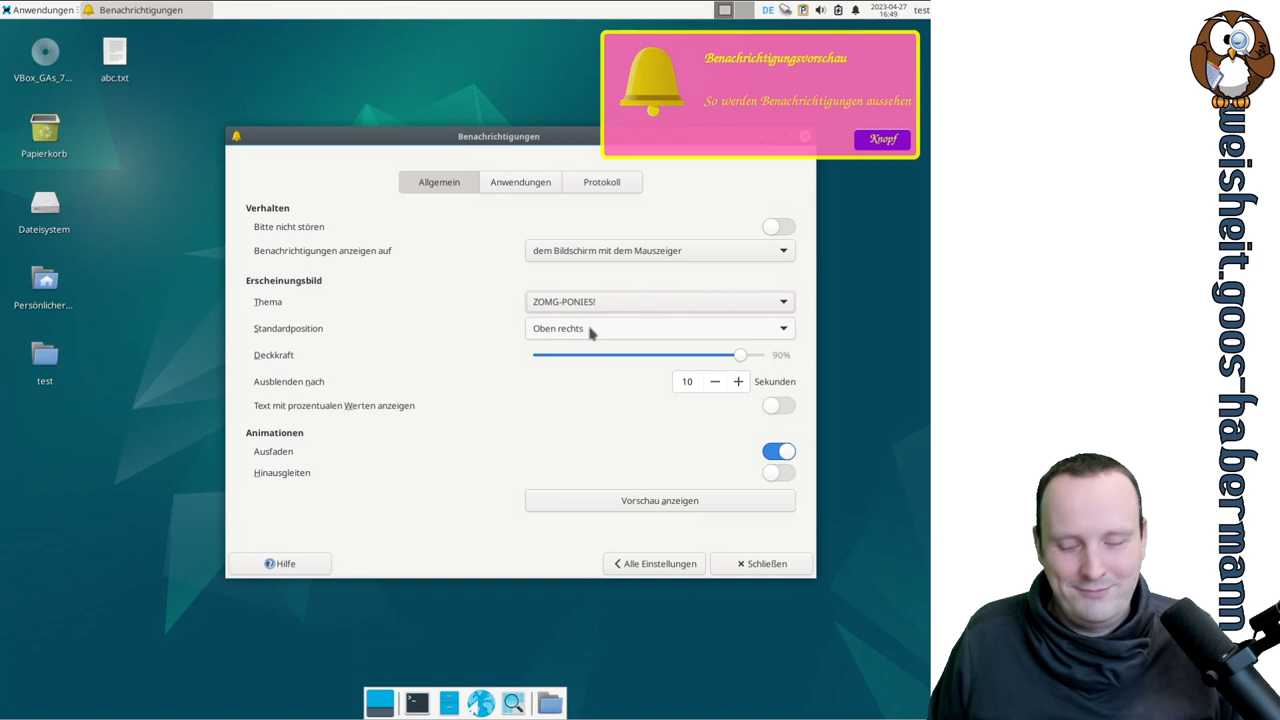 Anwendungen
Benachrichtigungen
DE
2023-04-27
16:49
test
VBox_GAs_7...
abc.txt
Papierkorb
Dateisystem
Persönlicher...
test
Benachrichtigungsvorschau
So werden Benachrichtigungen aussehen
Knopf
Benachrichtigungen
Allgemein
Anwendungen
Protokoll
Verhalten
Bitte nicht stören
Benachrichtigungen anzeigen auf
dem Bildschirm mit dem Mauszeiger
Erscheinungsbild
Thema
ZOMG-PONIES!
Standardposition
Oben rechts
Deckkraft
90%
Ausblenden nach
10
Sekunden
Text mit prozentualen Werten anzeigen
Animationen
Ausfaden
Hinausgleiten
Vorschau anzeigen
Hilfe
Alle Einstellungen
Schließen
weisheit.goos-habermann